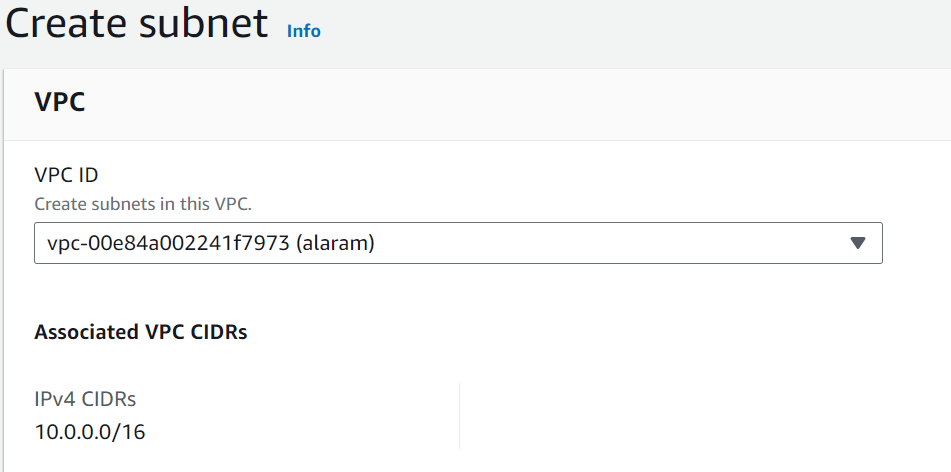 Create subnet Info
VPC
VPC ID
Create subnets in this VPC.
vpc-00e84a002241f7973 (alaram)
Associated VPC CIDRs
IPv4 CIDRs
10.0.0.0/16